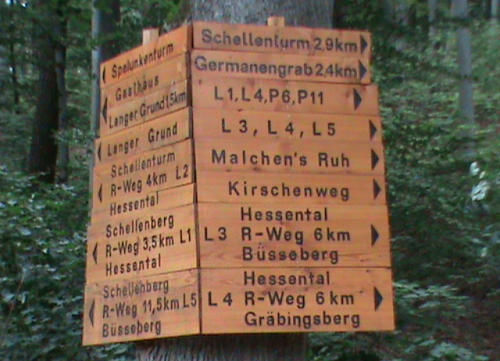 Spelunkenturm
Gasthaus
Langer Grund 1,5km
Langer Grund
Schellenturm
R-Weg 4km L2
Hessental
Schellenberg
R-Weg 3,5km L1
Hessental
Schellenberg
R-Weg 11,5km L5
Büsseberg
Schellenturm 2,9km
Germanengrab 2,4km
L1,L4,P6,P11
L3, L4, L5
Malchen's Ruh
Kirschenweg
Hessental
L3 R-Weg 6km
Büsseberg
Hessental
L4 R-Weg 6km
Gräbingsberg